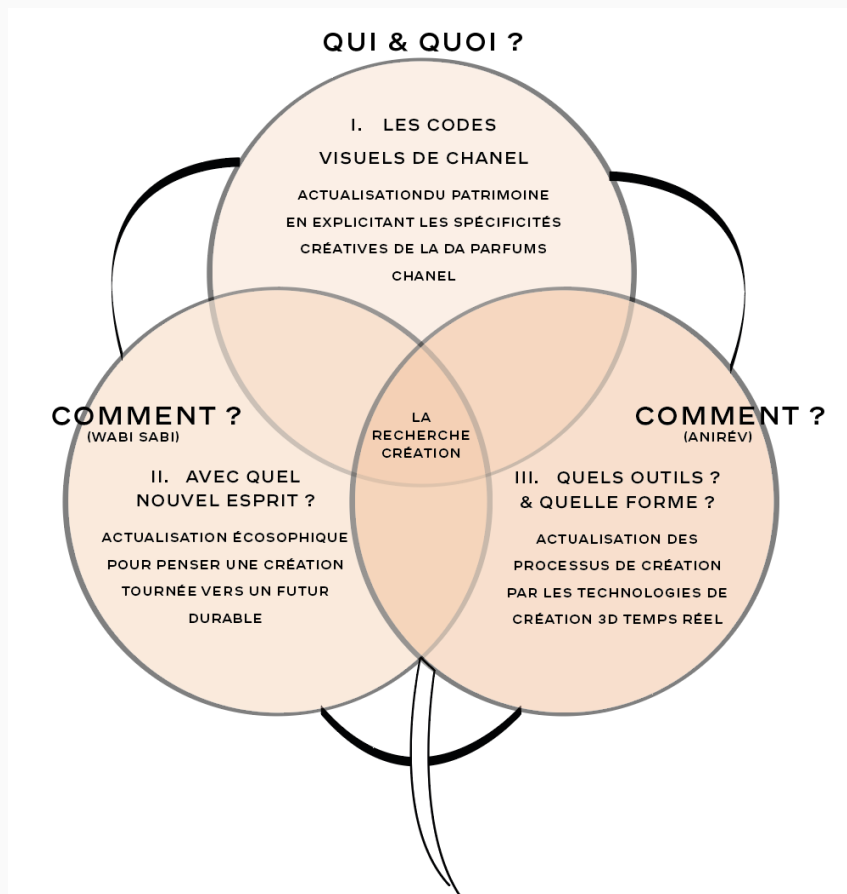 QUI & QUOI ?
I. LES CODES
VISUELS DE CHANEL
ACTUALISATIONDU PATRIMOINE
EN EXPLICITANT LES SPÉCIFICITÉS
CRÉATIVES DE LA DA PARFUMS
CHANEL
COMMENT ?
(WABI SABI)
II. AVEC QUEL
NOUVEL ESPRIT ?
ACTUALISATION ÉCOSOPHIQUE
POUR PENSER UNE CRÉATION
TOURNÉE VERS UN FUTUR
DURABLE
LA
RECHERCHE
CRÉATION
COMMENT ?
(ANIRÉV)
III. QUELS OUTILS ?
& QUELLE FORME ?
ACTUALISATION DES
PROCESSUS DE CRÉATION
PAR LES TECHNOLOGIES DE
CRÉATION 3D TEMPS RÉEL